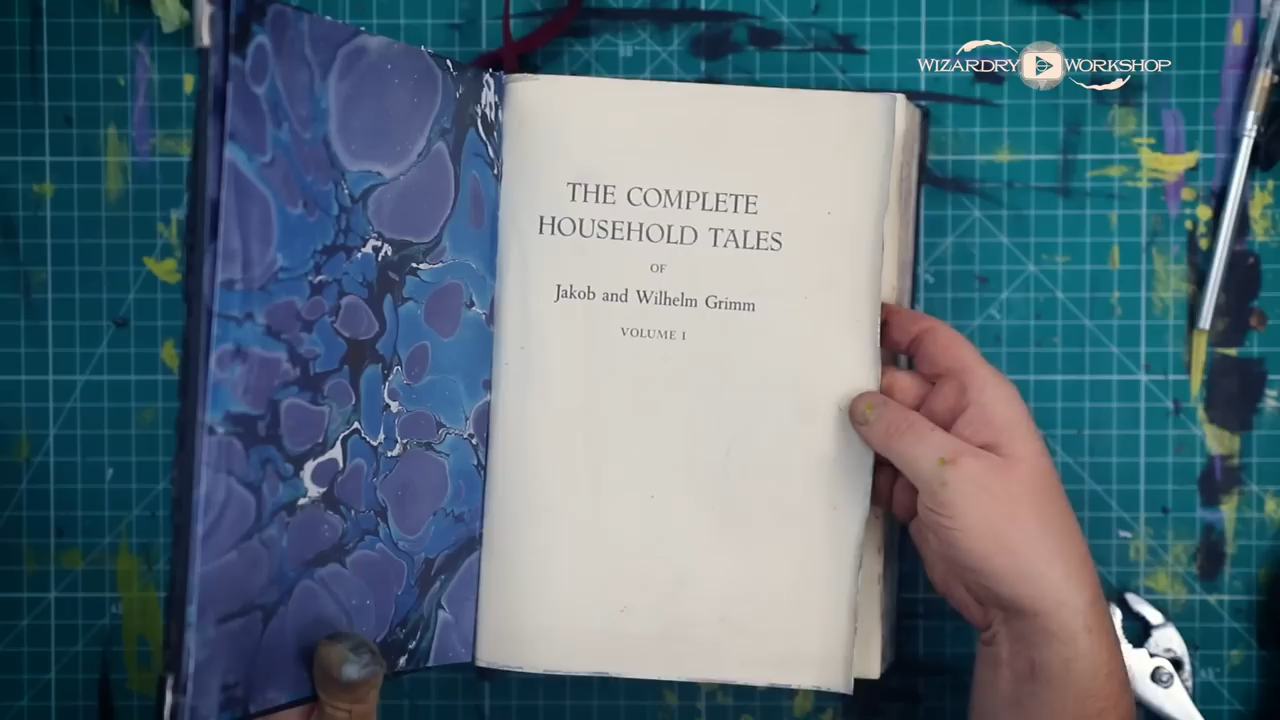 WIZARDRY WORKSHOP
THE COMPLETE
HOUSEHOLD TALES
OF
Jakob and Wilhelm Grimm
VOLUME I